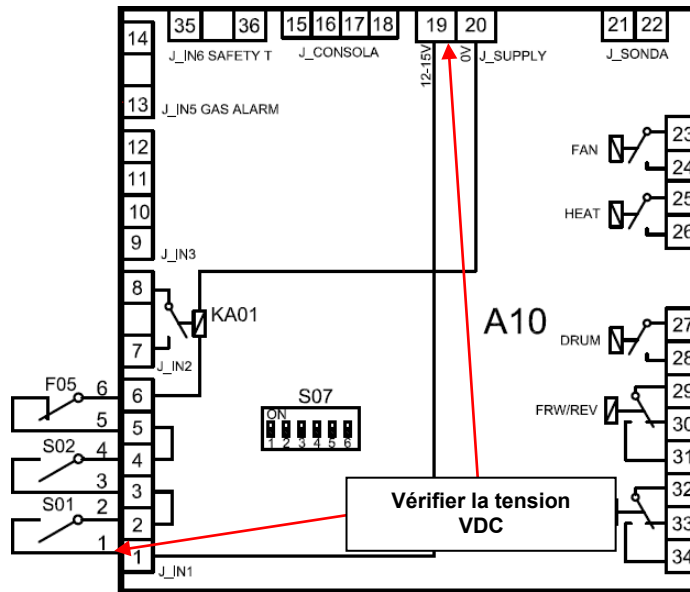 35 36 15 16 17 18 19 20 21 22
14 J_IN6 SAFETY T J_CONSOLA 12-15V 0V J_SUPPLY J_SONDA
13 J_IN5 GAS ALARM
12
11
10
9 J_IN3
FAN 23
24
HEAT 25
26
8
KA01
7 J_IN2
A10
DRUM 27
28
F05 6 6
5 5
S02 4 4
3 3
S01 2 2
1 1
J_IN1
S07
ON
1 2 3 4 5 6
FRW/REV 29
30
31
32
33
34
Vérifier la tension
VDC